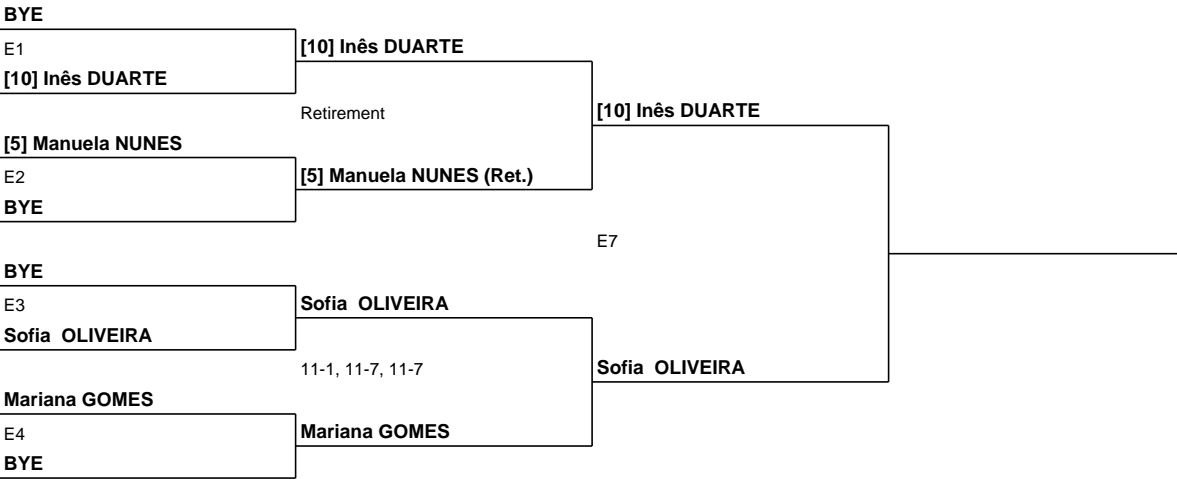 BYE
E1
[10] Inês DUARTE
[10] Inês DUARTE
Retirement
[10] Inês DUARTE
[5] Manuela NUNES
E2
[5] Manuela NUNES (Ret.)
BYE
E7
BYE
E3
Sofia OLIVEIRA
Sofia OLIVEIRA
11-1, 11-7, 11-7
Sofia OLIVEIRA
Mariana GOMES
E4
Mariana GOMES
BYE